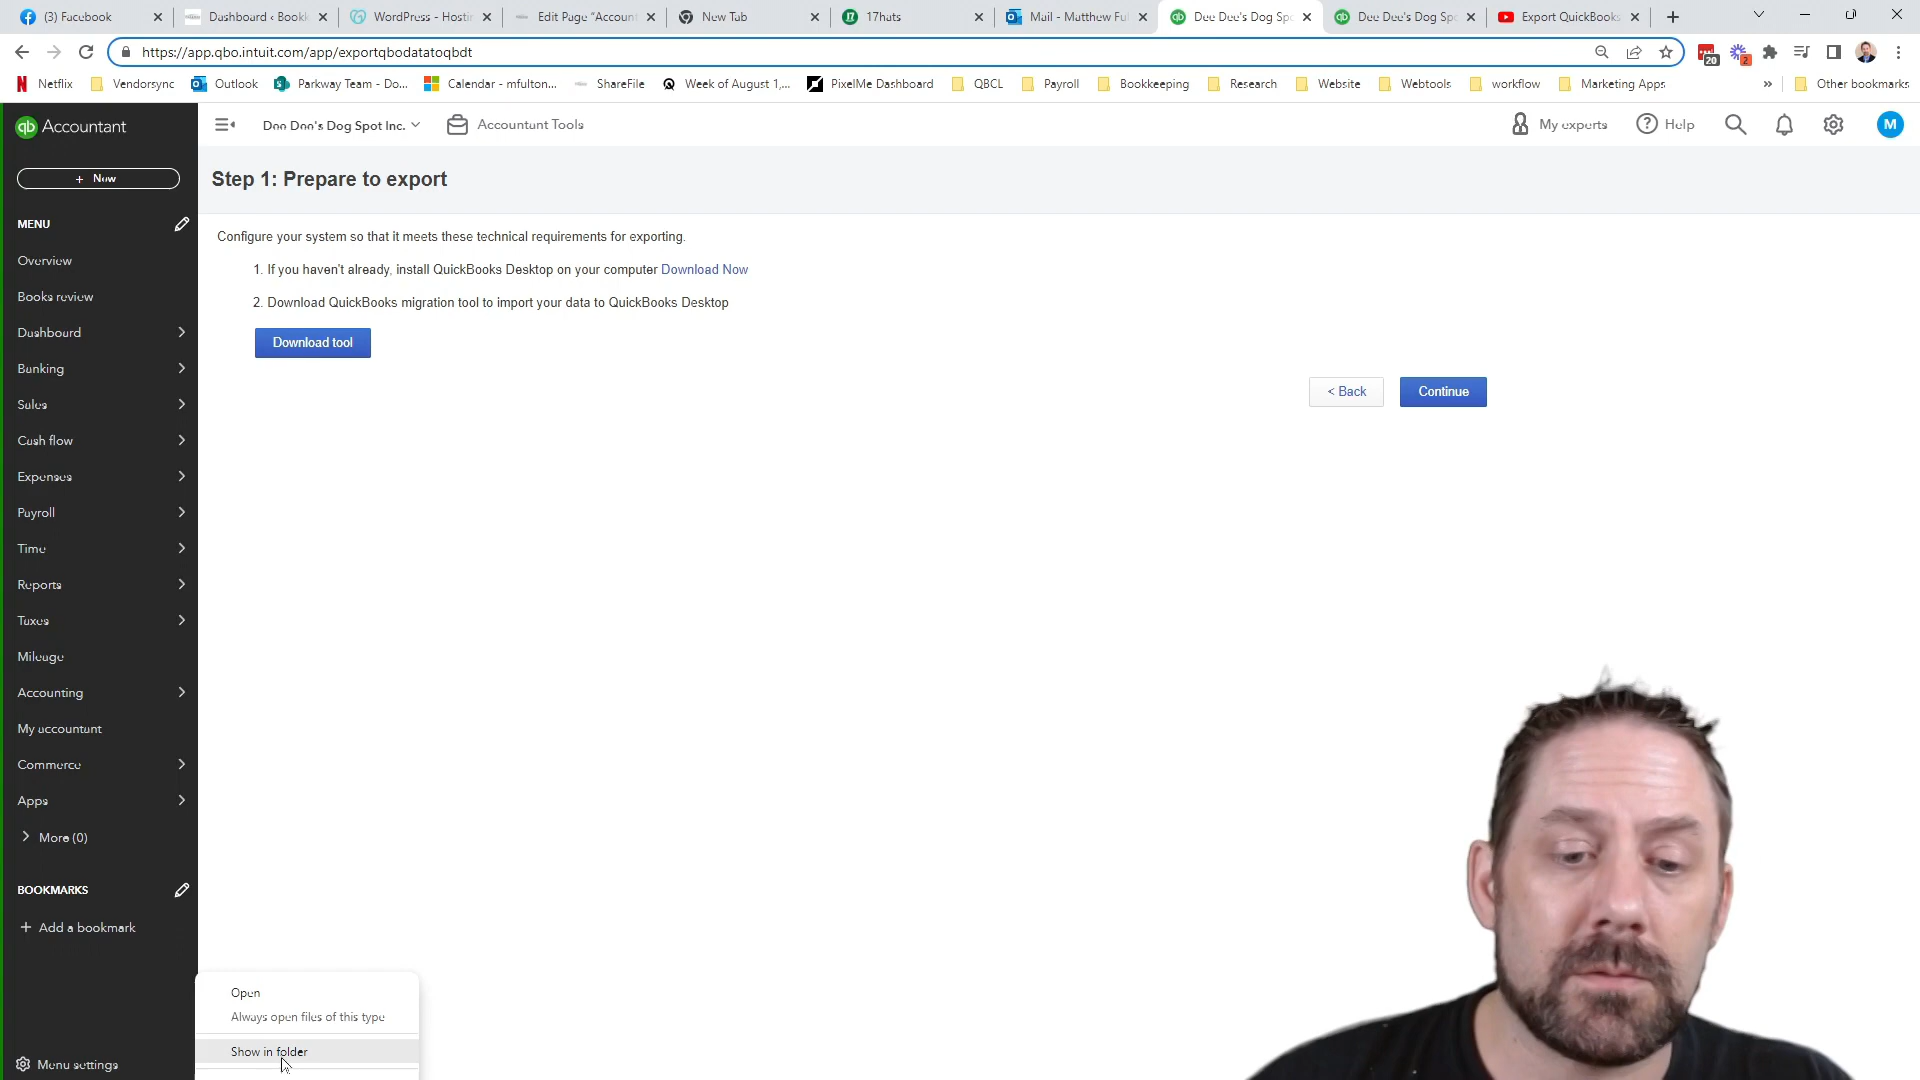 (3) Facebook
Dashboard ‹ Bookk
WordPress - Hostin
Edit Page “Account
New Tab
17hats
Mail - Matthew Ful
Dee Dee's Dog Spo
Dee Dee's Dog Spo
Export QuickBooks
https://app.qbo.intuit.com/app/exportqbodatatoqbdt
20
2
Netflix
Vendorsync
Outlook
Parkway Team - Do...
Calendar - mfulton...
ShareFile
Week of August 1,...
PixelMe Dashboard
QBCL
Payroll
Bookkeeping
Research
Website
Webtools
workflow
Marketing Apps
»
Other bookmarks
qb Accountant
Dee Dee's Dog Spot Inc.
Accountant Tools
My experts
Help
M
+ New
Step 1: Prepare to export
MENU
Configure your system so that it meets these technical requirements for exporting.
Overview
1. If you haven't already, install QuickBooks Desktop on your computer Download Now
Books review
2. Download QuickBooks migration tool to import your data to QuickBooks Desktop
Dashboard
Download tool
Banking
< Back
Continue
Sales
Cash flow
Expenses
Payroll
Time
Reports
Taxes
Mileage
Accounting
My accountant
Commerce
Apps
More (0)
BOOKMARKS
+ Add a bookmark
Open
Always open files of this type
Show in folder
Menu settings